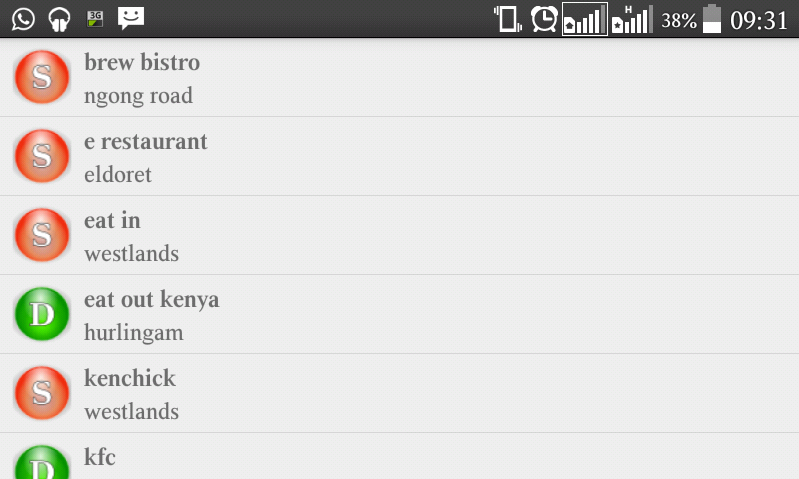 3G
H
38%
09:31
S
brew bistro
ngong road
S
e restaurant
eldoret
S
eat in
westlands
D
eat out kenya
hurlingam
S
kenchick
westlands
D
kfc